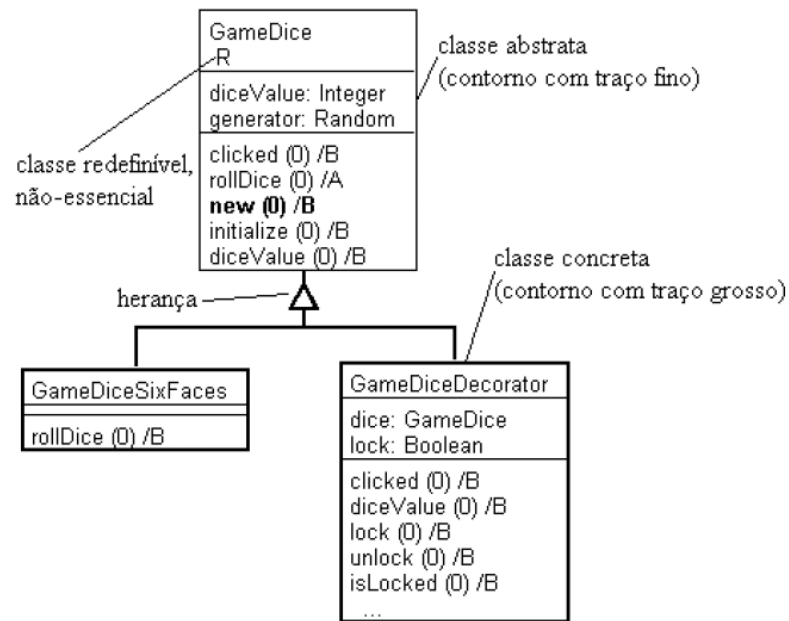 GameDice
R
diceValue: Integer
generator: Random
clicked (0) /B
rollDice (0) /A
new (0) /B
initialize (0) /B
diceValue (0) /B
classe abstrata
(contorno com traço fino)
classe redefinível,
não-essencial
herança
classe concreta
(contorno com traço grosso)
GameDiceSixFaces
rollDice (0) /B
GameDiceDecorator
dice: GameDice
lock: Boolean
clicked (0) /B
diceValue (0) /B
lock (0) /B
unlock (0) /B
isLocked (0) /B
...